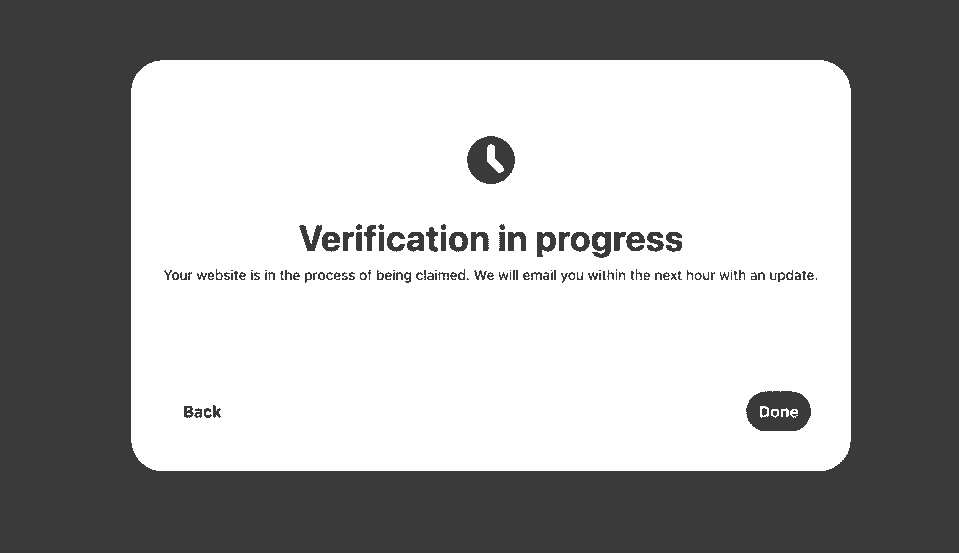 Verification in progress
Your website is in the process of being claimed. We will email you within the next hour with an update.
Back
Done